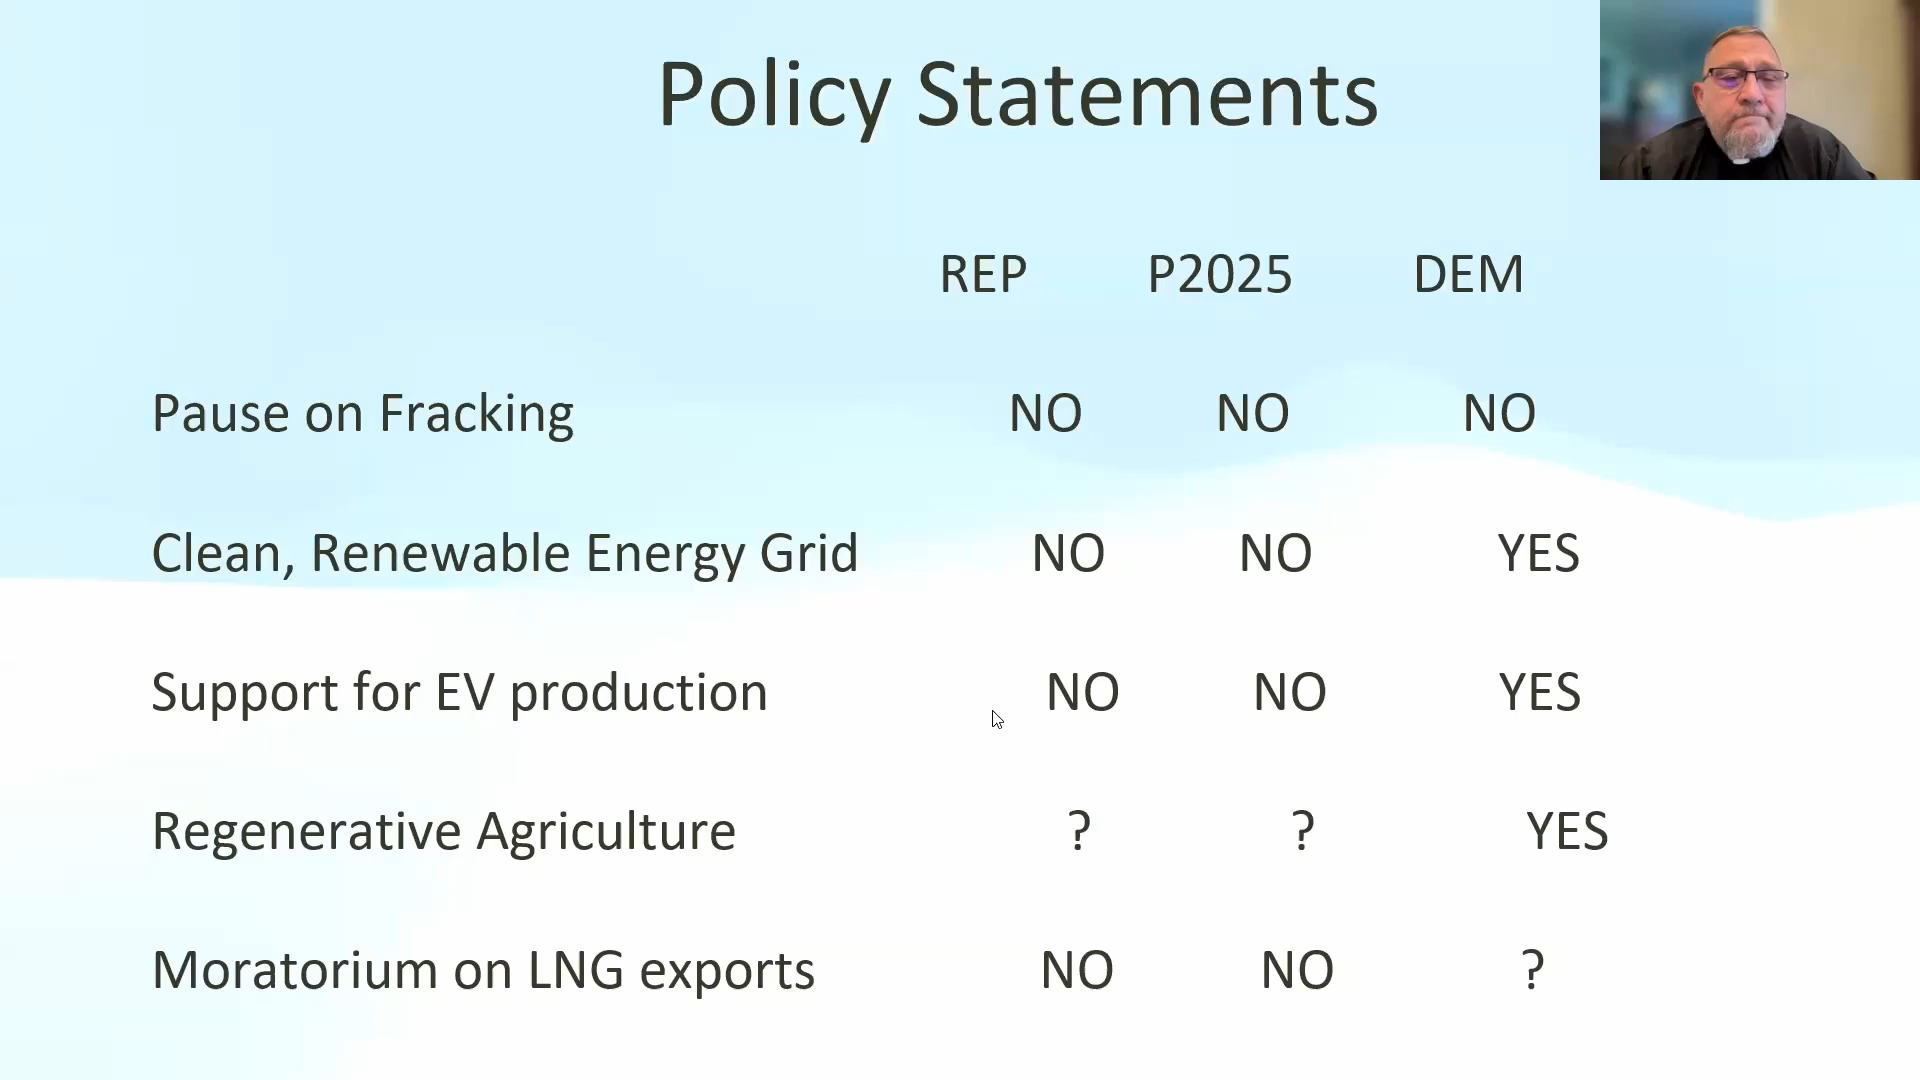 Policy Statements
REP P2025 DEM
Pause on Fracking NO NO NO
Clean, Renewable Energy Grid NO NO YES
Support for EV production NO NO YES
Regenerative Agriculture ? ? YES
Moratorium on LNG exports NO NO ?